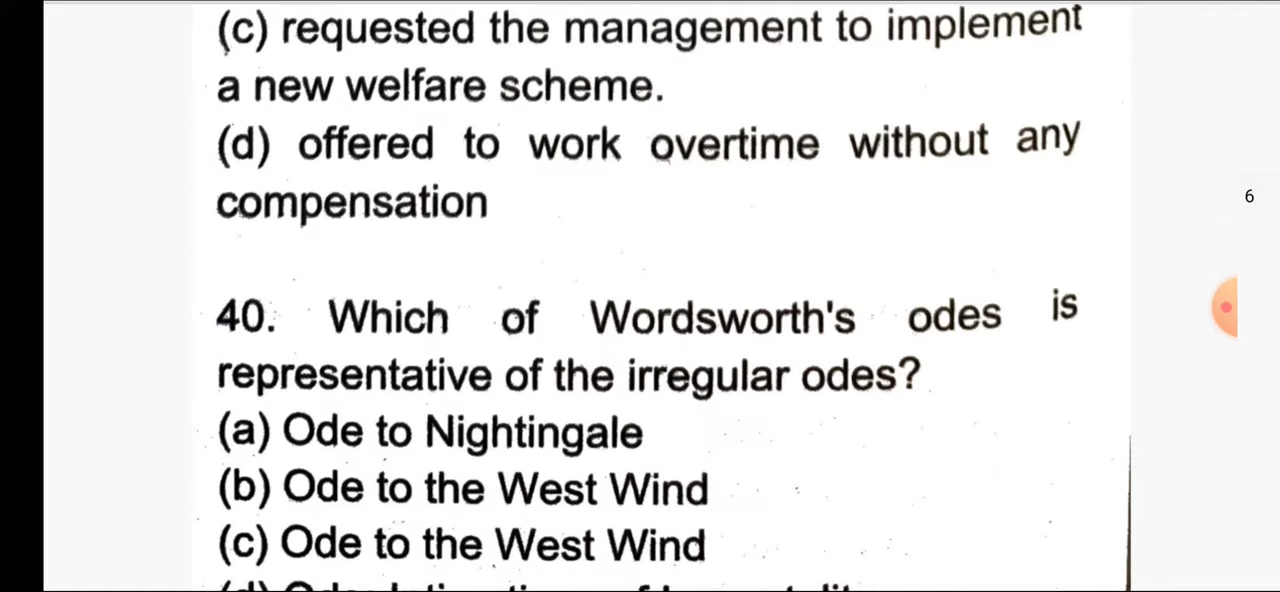 (c) requested the management to implement
a new welfare scheme.
(d) offered to work overtime without any
compensation
6
40. Which of Wordsworth's odes is
representative of the irregular odes?
(a) Ode to Nightingale
(b) Ode to the West Wind
(c) Ode to the West Wind